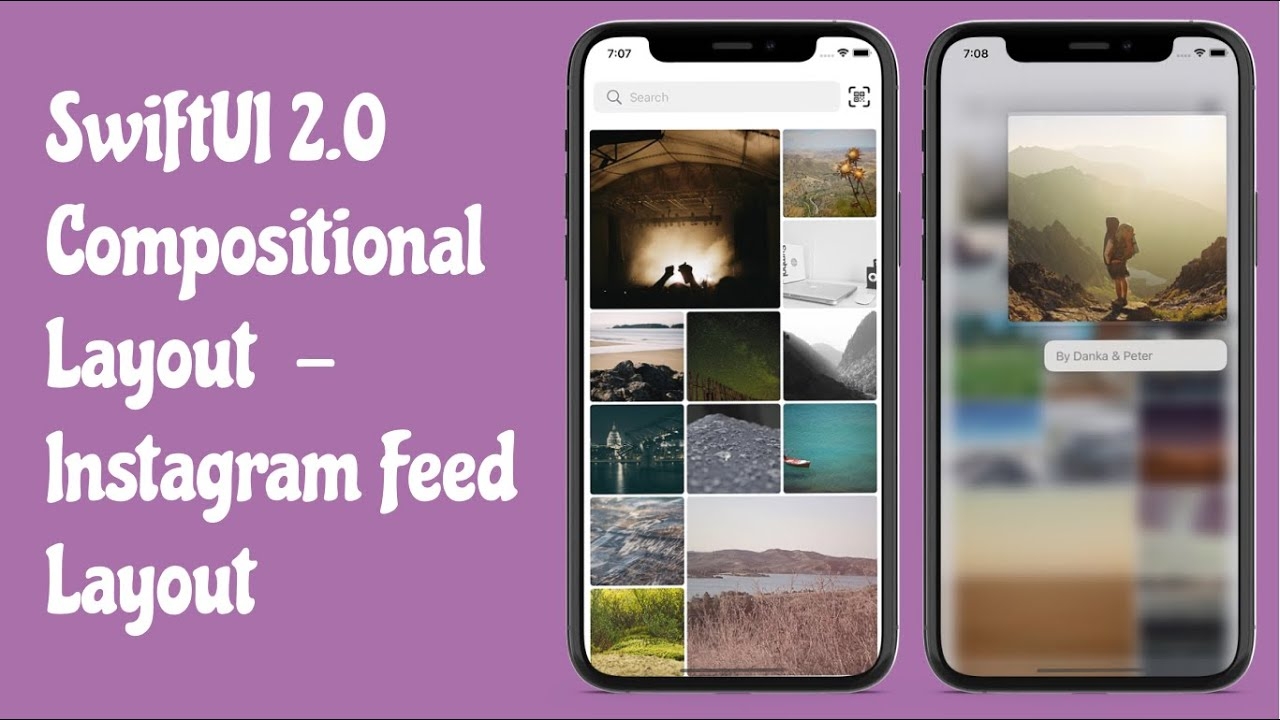 SwiftUI 2.0
Compositional
Layout -
Instagram Feed
Layout
7:07
Search
7:08
By Danka & Peter